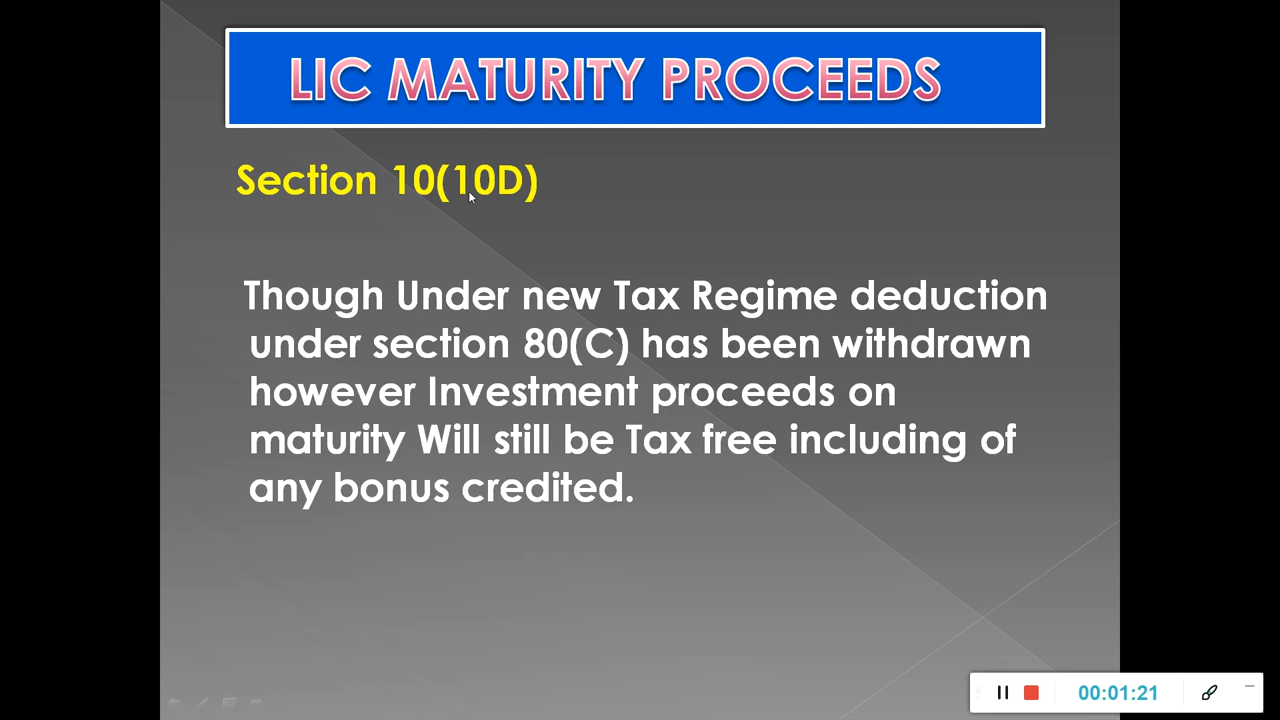 LIC MATURITY PROCEEDS
Section 10(10D)
Though Under new Tax Regime deduction
under section 80(C) has been withdrawn
however Investment proceeds on
maturity Will still be Tax free including of
any bonus credited.
00:01:21